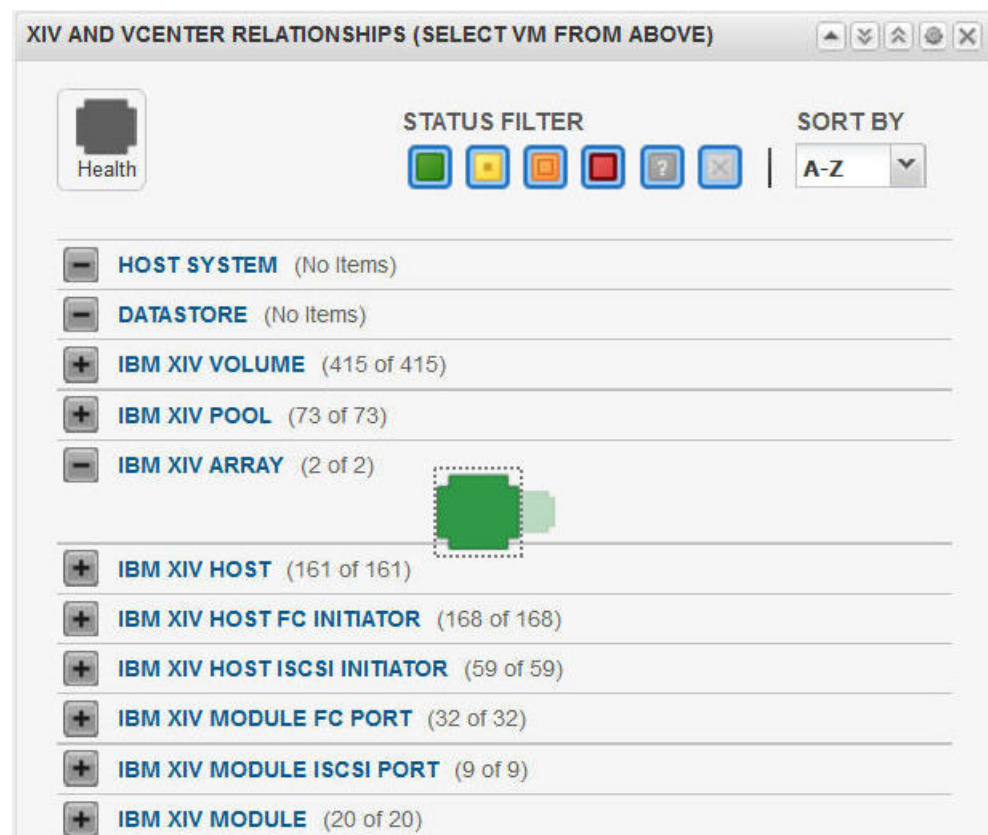 XIV AND VCENTER RELATIONSHIPS (SELECT VM FROM ABOVE)
Health
STATUS FILTER
?
SORT BY
A-Z
HOST SYSTEM (No Items)
DATASTORE (No Items)
IBM XIV VOLUME (415 of 415)
IBM XIV POOL (73 of 73)
IBM XIV ARRAY (2 of 2)
IBM XIV HOST (161 of 161)
IBM XIV HOST FC INITIATOR (168 of 168)
IBM XIV HOST ISCSI INITIATOR (59 of 59)
IBM XIV MODULE FC PORT (32 of 32)
IBM XIV MODULE ISCSI PORT (9 of 9)
IBM XIV MODULE (20 of 20)